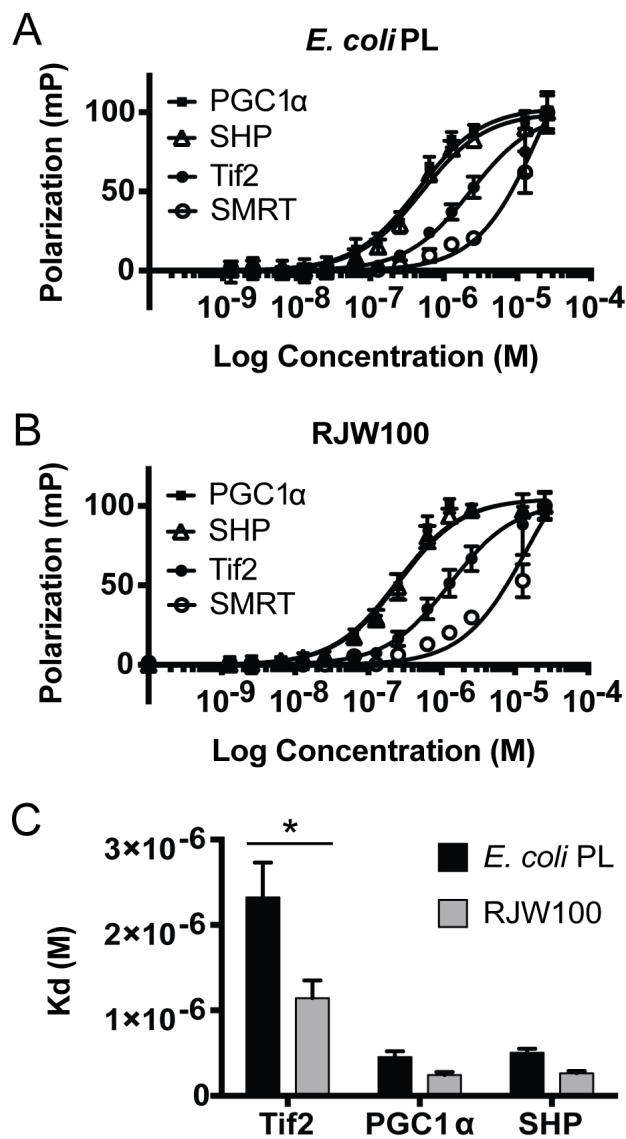 A
E. coli PL
PGC1α
SHP
Tif2
SMRT
Polarization (mP)
100
50
0
10-9 10-8 10-7 10-6 10-5 10-4
Log Concentration (M)
B
RJW100
PGC1α
SHP
Tif2
SMRT
Polarization (mP)
100
50
0
10-9 10-8 10-7 10-6 10-5 10-4
Log Concentration (M)
C
3×10-6
2×10-6
1×10-6
0
Kd (M)
*
E. coli PL
RJW100
Tif2 PGC1α SHP